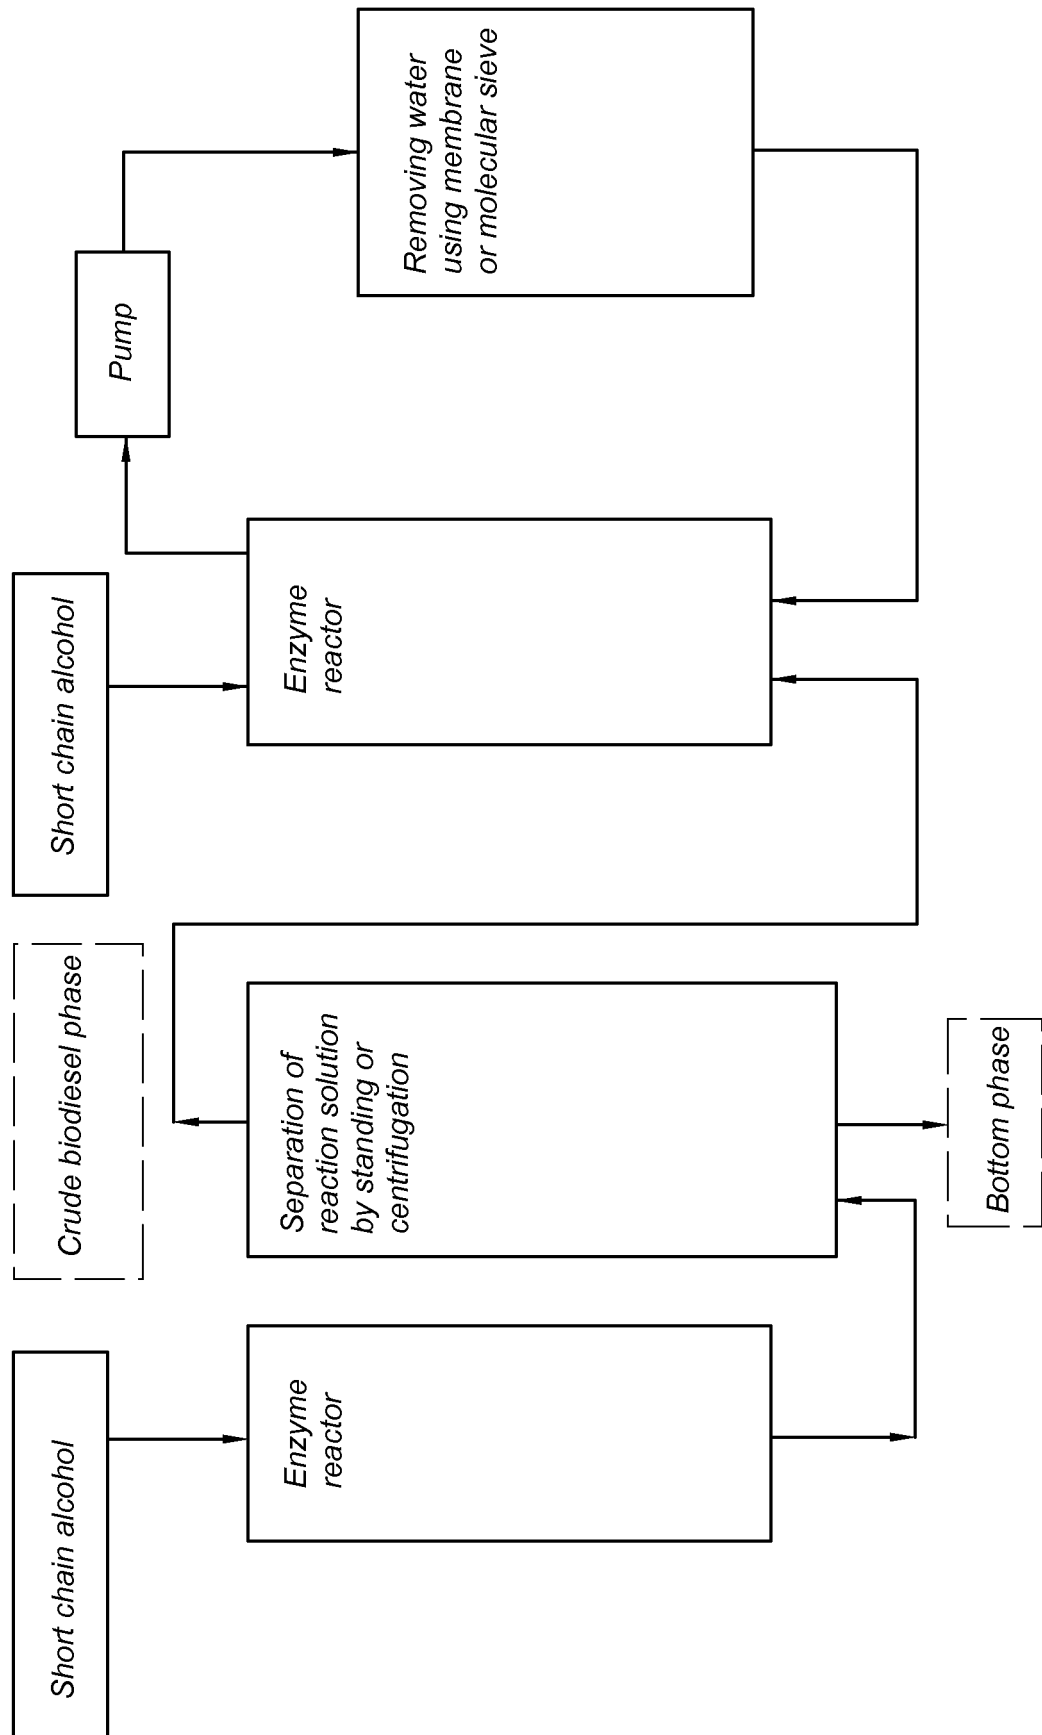 Short chain alcohol
Enzyme
reactor
Crude biodiesel phase
Separation of
reaction solution
by standing or
centrifugation
Bottom phase
Short chain alcohol
Enzyme
reactor
Pump
Removing water
using membrane
or molecular sieve